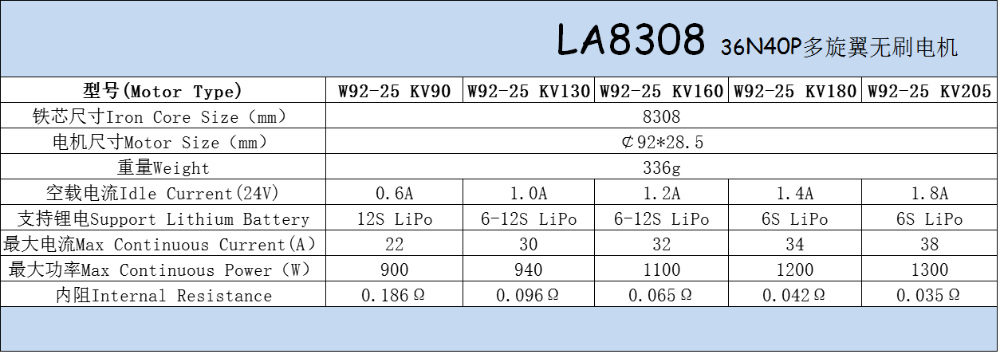 LA8308 36N40P多旋翼无刷电机
型号(Motor Type) W92-25 KV90 W92-25 KV130 W92-25 KV160 W92-25 KV180 W92-25 KV205
铁芯尺寸Iron Core Size（mm） 8308
电机尺寸Motor Size（mm） ￠92*28.5
重量Weight 336g
空载电流Idle Current(24V) 0.6A 1.0A 1.2A 1.4A 1.8A
支持锂电Support Lithium Battery 12S LiPo 6-12S LiPo 6-12S LiPo 6S LiPo 6S LiPo
最大电流Max Continuous Current(A） 22 30 32 34 38
最大功率Max Continuous Power（W） 900 940 1100 1200 1300
内阻Internal Resistance 0.186Ω 0.096Ω 0.065Ω 0.042Ω 0.035Ω